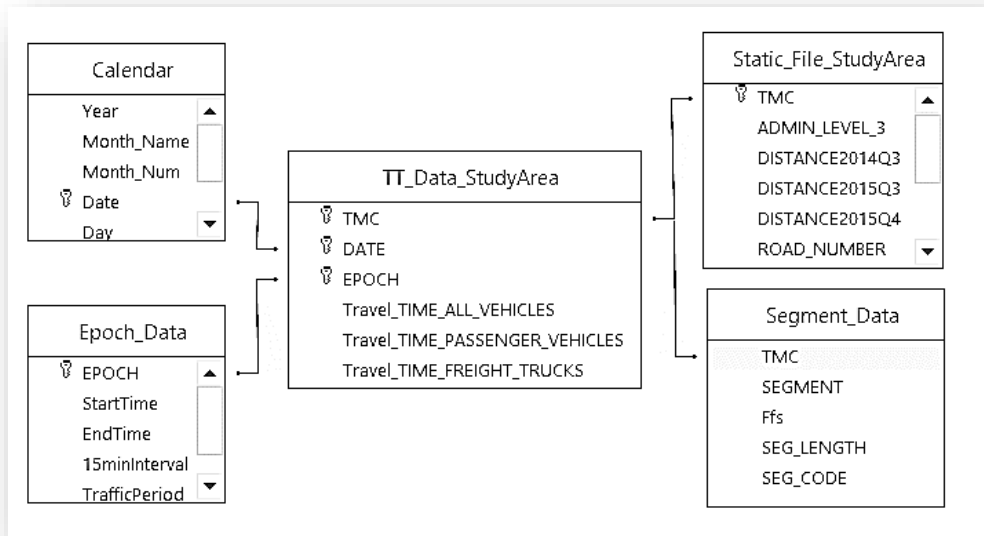 Calendar
Year
Month_Name
Month_Num
Date
Day
Epoch_Data
EPOCH
StartTime
EndTime
15minInterval
TrafficPeriod
TT_Data_StudyArea
TMC
DATE
EPOCH
Travel_TIME_ALL_VEHICLES
Travel_TIME_PASSENGER_VEHICLES
Travel_TIME_FREIGHT_TRUCKS
Static_File_StudyArea
TMC
ADMIN_LEVEL_3
DISTANCE2014Q3
DISTANCE2015Q3
DISTANCE2015Q4
ROAD_NUMBER
Segment_Data
TMC
SEGMENT
Ffs
SEG_LENGTH
SEG_CODE